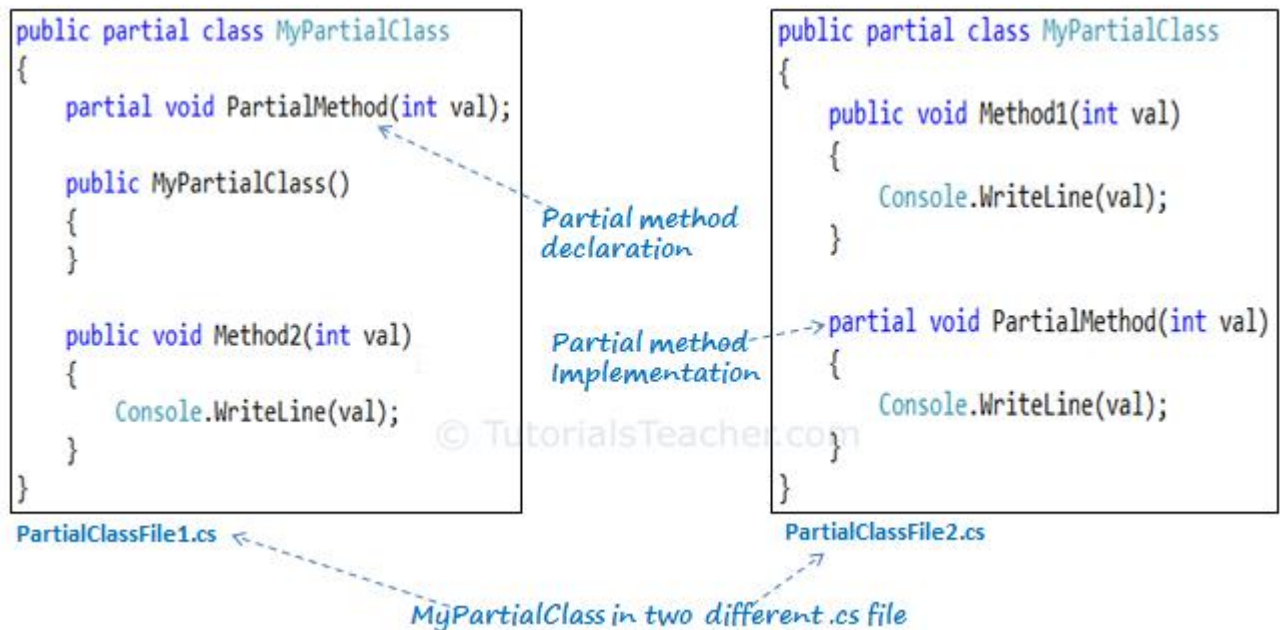 public partial class MyPartialClass
{
    partial void PartialMethod(int val);
    public MyPartialClass()
    {
    }
    public void Method2(int val)
    {
        Console.WriteLine(val);
    }
}
PartialClassFile1.cs
Partial method
declaration
Partial method
Implementation
© TutorialsTeacher.com
public partial class MyPartialClass
{
    public void Method1(int val)
    {
        Console.WriteLine(val);
    }
    partial void PartialMethod(int val)
    {
        Console.WriteLine(val);
    }
}
PartialClassFile2.cs
MyPartialClass in two different .cs file